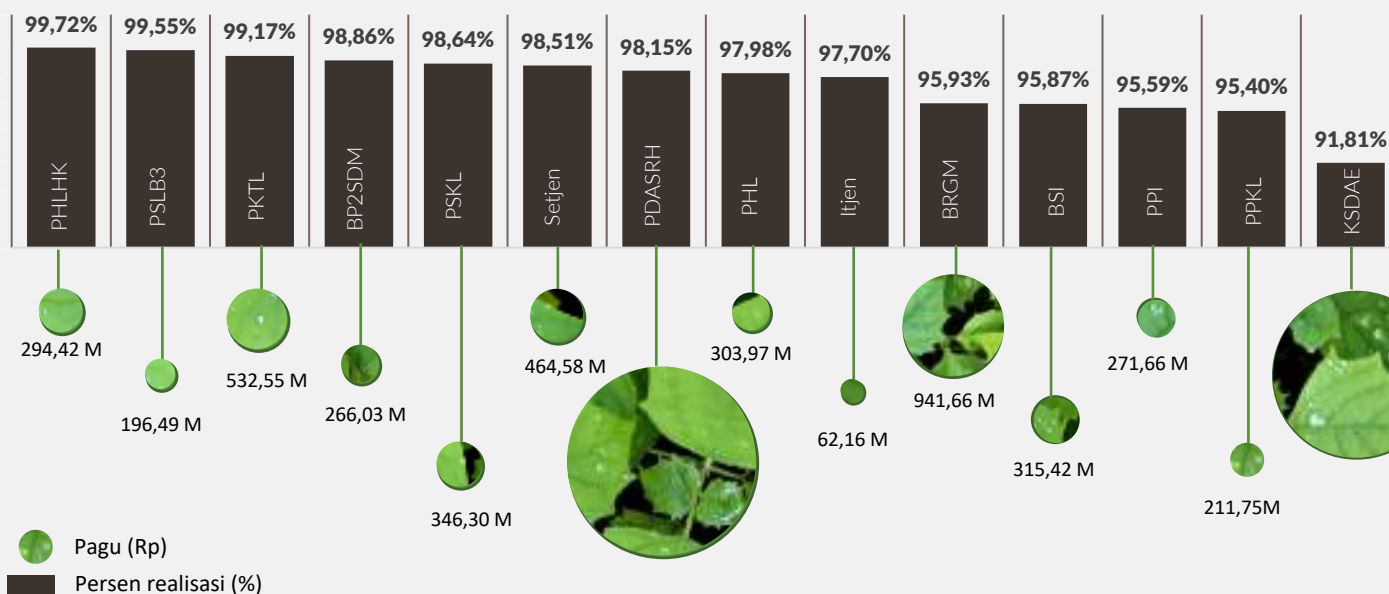 99,72%
99,55%
99,17%
98,86%
98,64%
98,51%
98,15%
97,98%
97,70%
95,93%
95,87%
95,59%
95,40%
91,81%
PHLHK
PSLB3
PKTL
BP2SDM
PSKL
Setjen
PDASRH
PHL
Itjen
BRGM
BSI
PPI
PPKL
KSDAE
294,42 M
196,49 M
532,55 M
266,03 M
346,30 M
464,58 M
303,97 M
62,16 M
941,66 M
315,42 M
271,66 M
211,75M
Pagu (Rp)
Persen realisasi (%)